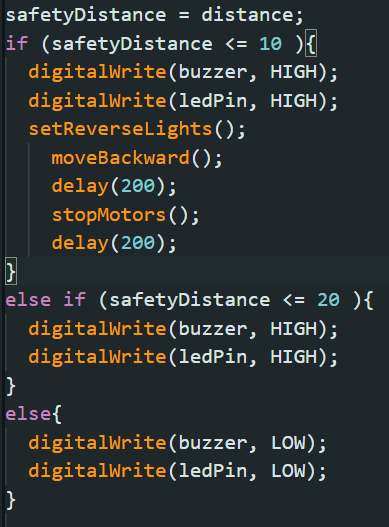 safetyDistance = distance;
if (safetyDistance <= 10 ){
  digitalWrite(buzzer, HIGH);
  digitalWrite(ledPin, HIGH);
  setReverseLights();
    moveBackward();
    delay(200);
    stopMotors();
    delay(200);
}
else if (safetyDistance <= 20 ){
  digitalWrite(buzzer, HIGH);
  digitalWrite(ledPin, HIGH);
}
else{
  digitalWrite(buzzer, LOW);
  digitalWrite(ledPin, LOW);
}